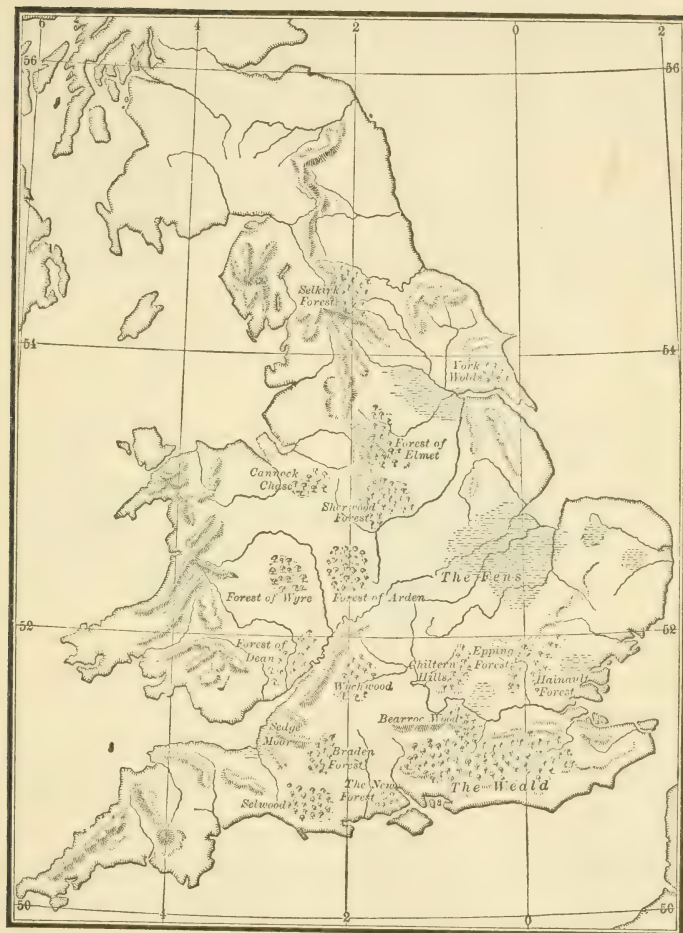 6
4
2
0
2
56
56
Selkirk
Forest
54
54
York
Wolds
Forest of
Elmet
Cannock
Chase
Sherwood
Forest
The Fens
Forest of Wyre
Forest of Arden
52
52
Forest of
Dean
Epping
Forest
Chiltern
Hills
Hainault
Forest
Wychwood
Bearroc Wood
Sedge
Moor
Braden
Forest
The New
Forest
The Weald
Selwood
50
50
4
2
0